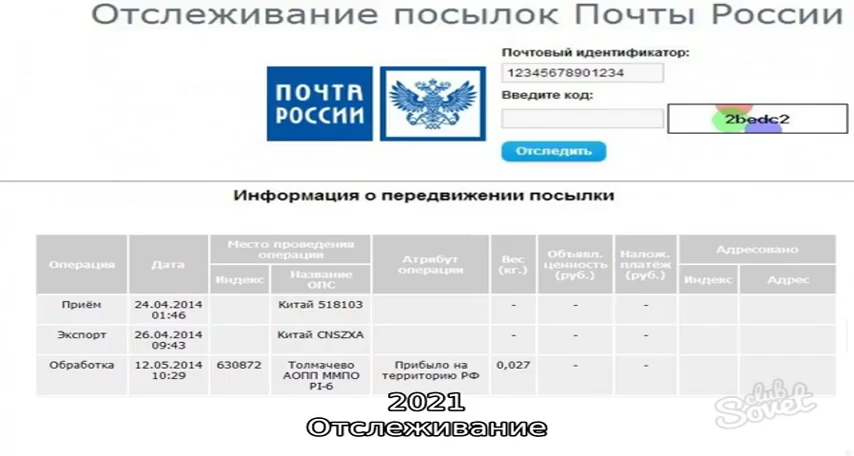 Отслеживание посылок Почты России
Почтовый идентификатор:
12345678901234
ПОЧТА
РОССИИ
Введите код:
2bedc2
Отследить
Информация о передвижении посылки
Операция
Дата
Место проведения
операции
Индекс
Название
ОПС
Атрибут
операции
Вес
(кг.)
Объявл.
ценность
(руб.)
Налож.
платёж
(руб.)
Адресовано
Индекс
Адрес
Приём
24.04.2014
01:46
Китай 518103
-
-
-
Экспорт
26.04.2014
09:43
Китай CNSZXA
-
-
-
Обработка
12.05.2014
10:29
630872
Толмачево
АОПП ММПО
PI-6
Прибыло на
территорию РФ
0,027
-
-
2021
Отслеживание
club
Sovet